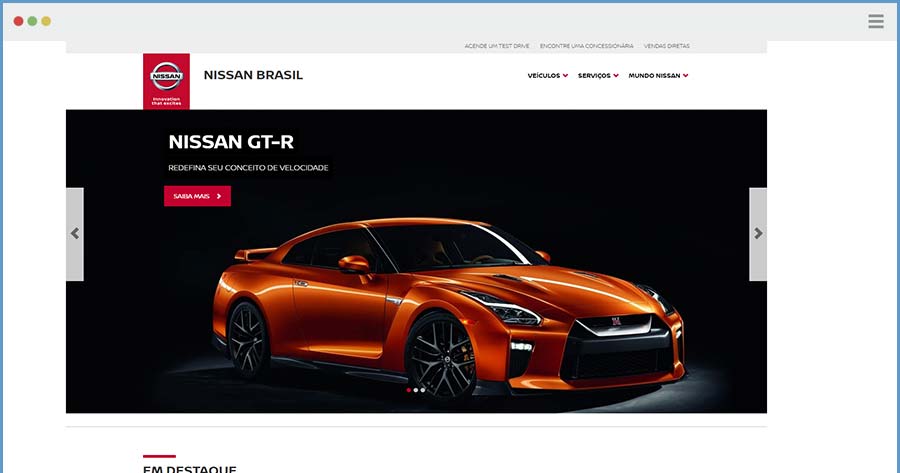 AGENDE UM TEST DRIVE
ENCONTRE UMA CONCESSIONÁRIA
VENDAS DIRETAS
NISSAN
Innovation
that excites
NISSAN BRASIL
VEÍCULOS
SERVIÇOS
MUNDO NISSAN
NISSAN GT-R
REDEFINA SEU CONCEITO DE VELOCIDADE
SAIBA MAIS
EM DESTAQUE